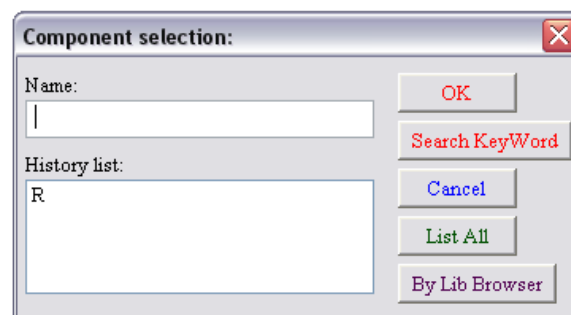 Component selection:
Name:
OK
Search KeyWord
History list:
R
Cancel
List All
By Lib Browser